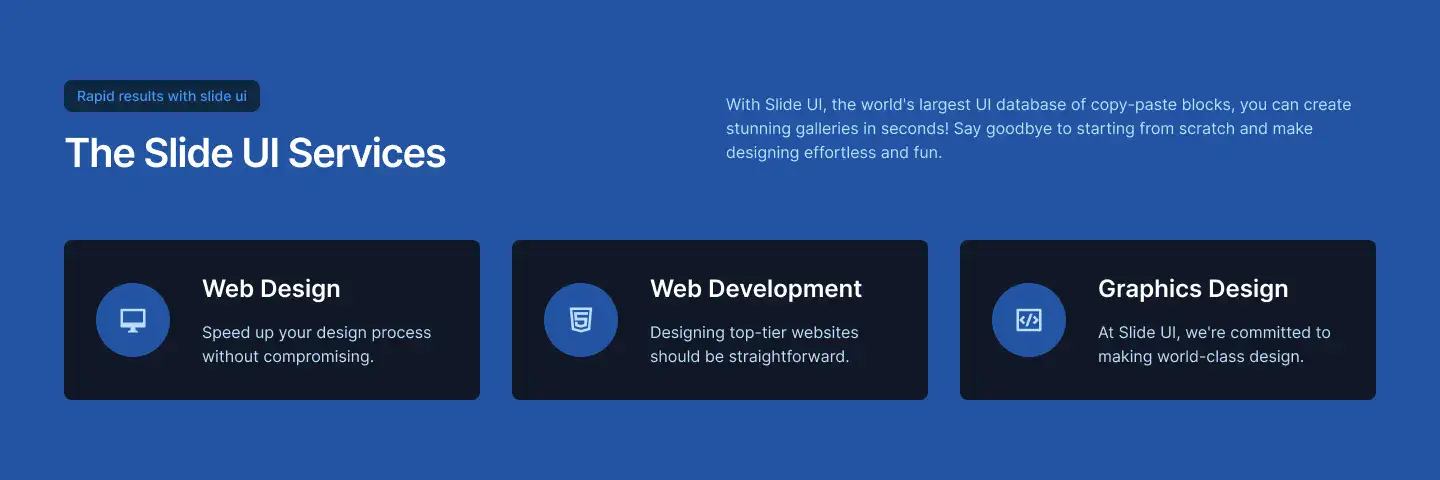 Rapid results with slide ui
The Slide UI Services
With Slide UI, the world's largest UI database of copy-paste blocks, you can create
stunning galleries in seconds! Say goodbye to starting from scratch and make
designing effortless and fun.
Web Design
Speed up your design process
without compromising.
Web Development
Designing top-tier websites
should be straightforward.
Graphics Design
At Slide UI, we're committed to
making world-class design.